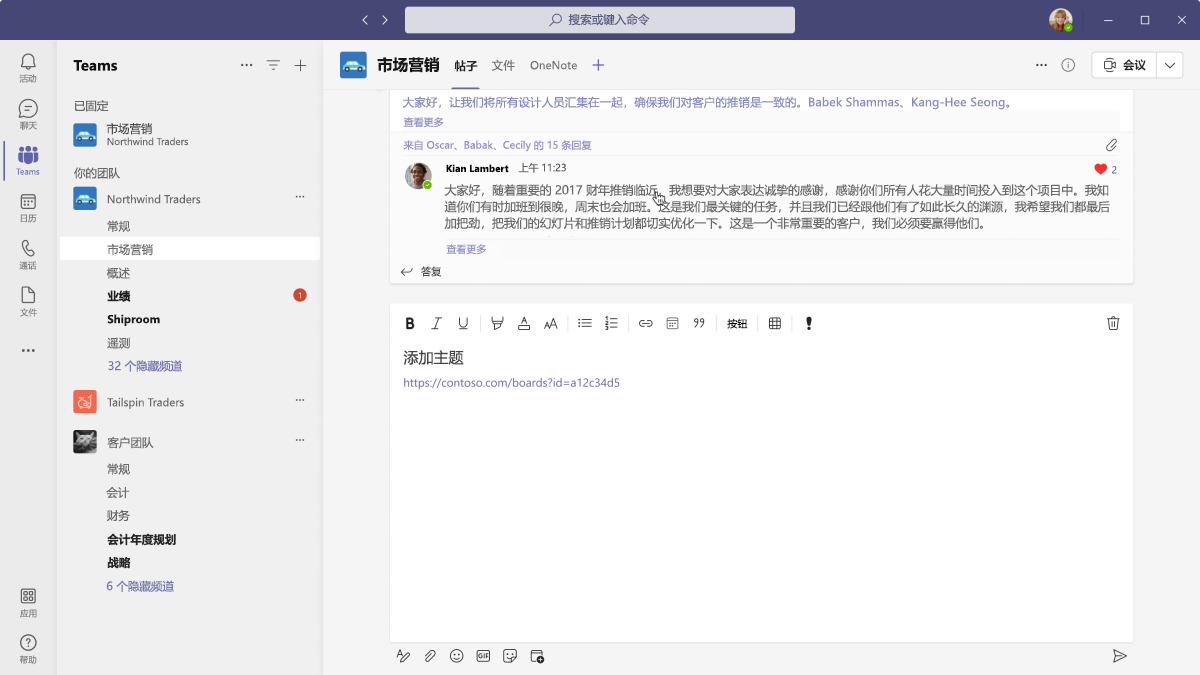 搜索或键入命令
活动
聊天
Teams
日历
通话
文件
应用
帮助
Teams
已固定
市场营销
Northwind Traders
你的团队
Northwind Traders
常规
市场营销
概述
业绩
1
Shiproom
遥测
32 个隐藏频道
Tailspin Traders
客户团队
常规
会计
财务
会计年度规划
战略
6 个隐藏频道
市场营销 帖子 文件 OneNote
会议
大家好，让我们将所有设计人员汇集在一起，确保我们对客户的推销是一致的。Babek Shammas、Kang-Hee Seong。
查看更多
来自 Oscar、Babak、Cecily 的 15 条回复
Kian Lambert 上午 11:23
2
大家好，随着重要的 2017 财年推销临近，我想要对大家表达诚挚的感谢，感谢你们所有人花大量时间投入到这个项目中。我知
道你们有时加班到很晚，周末也会加班。这是我们最关键的任务，并且我们已经跟他们有了如此长久的渊源，我希望我们都最后
加把劲，把我们的幻灯片和推销计划都切实优化一下。这是一个非常重要的客户，我们必须要赢得他们。
查看更多
答复
B I U A AA 按钮
添加主题
https://contoso.com/boards?id=a12c34d5
GIF